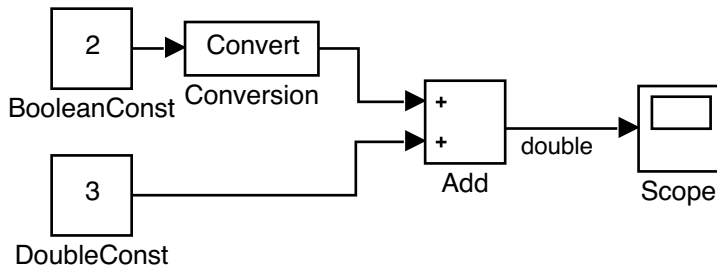 2
Convert
BooleanConst
Conversion
+
+
double
Add
Scope
3
DoubleConst